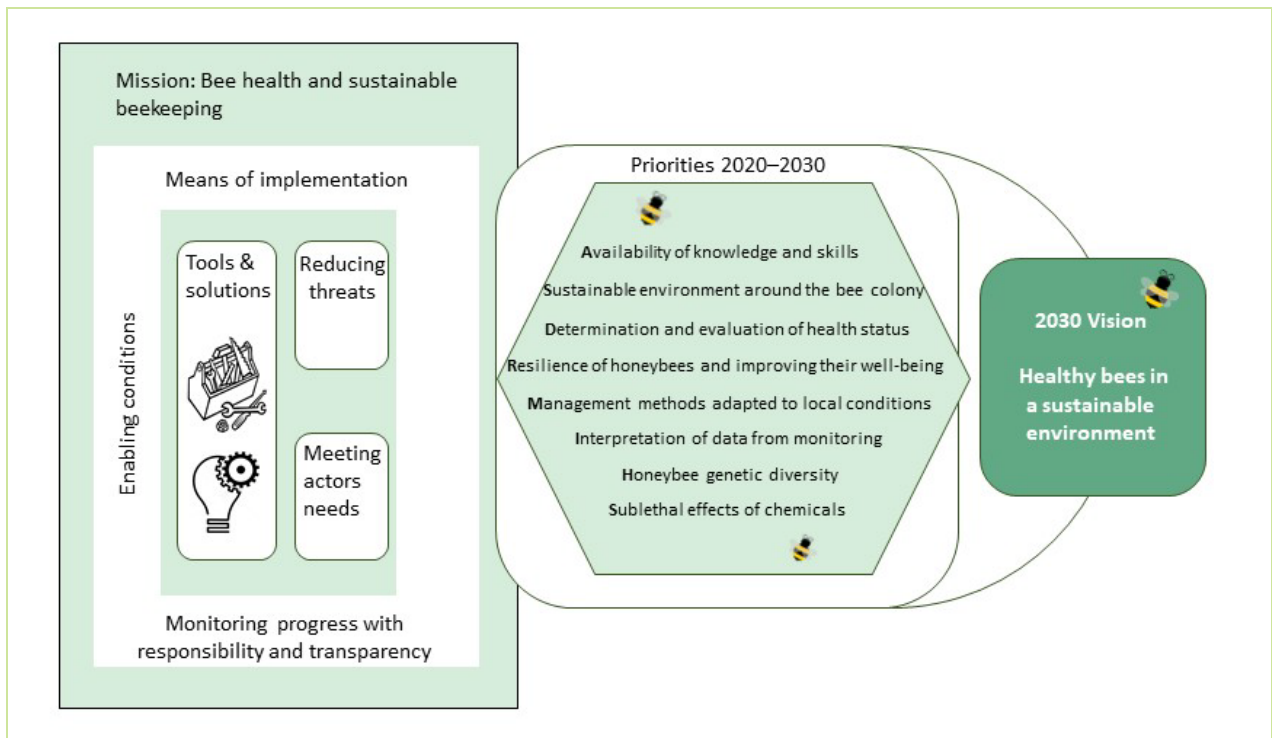 Mission: Bee health and sustainable
beekeeping
Means of implementation
Enabling conditions
Tools &
solutions
Reducing
threats
Meeting
actors
needs
Monitoring progress with
responsibility and transparency
Priorities 2020–2030
Availability of knowledge and skills
Sustainable environment around the bee colony
Determination and evaluation of health status
Resilience of honeybees and improving their well-being
Management methods adapted to local conditions
Interpretation of data from monitoring
Honeybee genetic diversity
Sublethal effects of chemicals
2030 Vision
Healthy bees in
a sustainable
environment